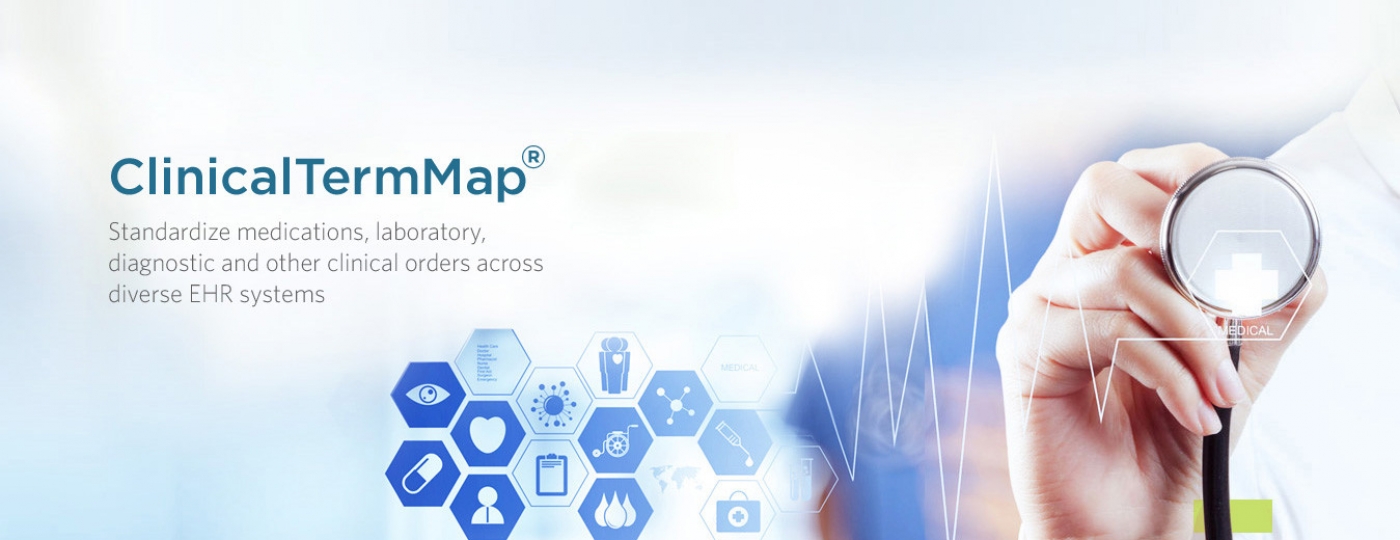 ClinicalTermMap®
Standardize medications, laboratory,
diagnostic and other clinical orders across
diverse EHR systems
MEDICAL
MEDICAL